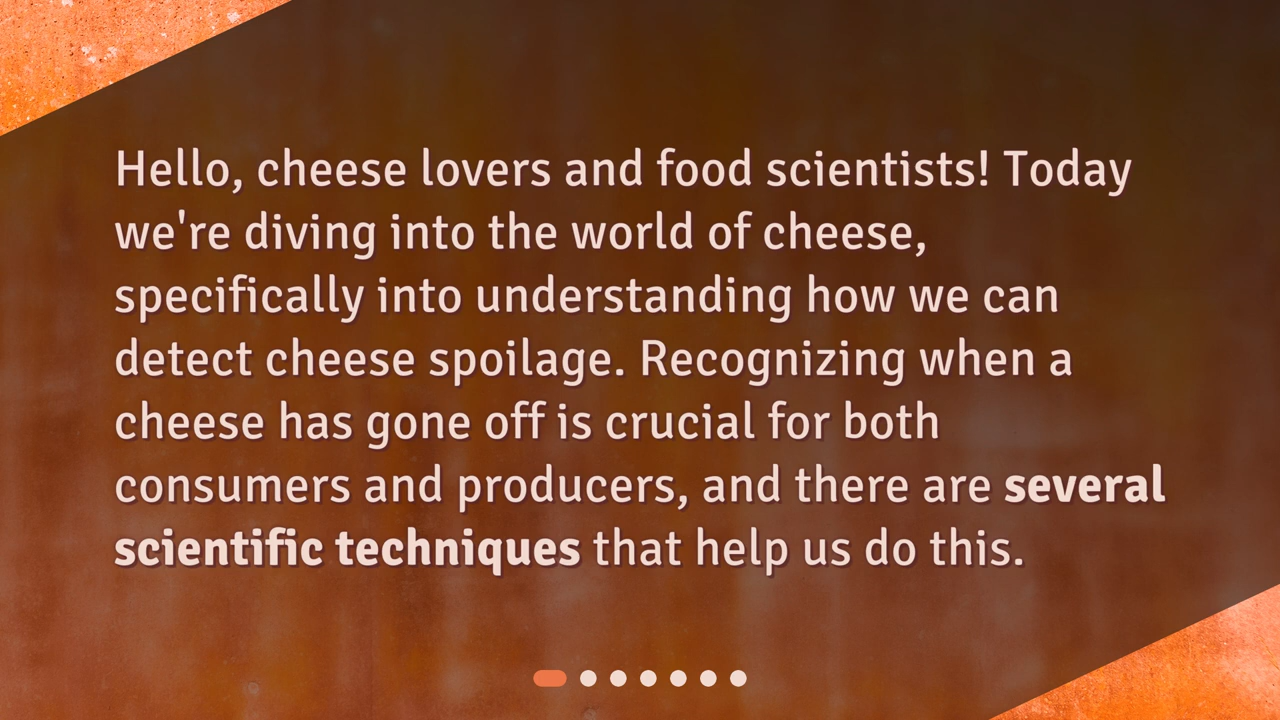 Hello, cheese lovers and food scientists! Today
we're diving into the world of cheese,
specifically into understanding how we can
detect cheese spoilage. Recognizing when a
cheese has gone off is crucial for both
consumers and producers, and there are several
scientific techniques that help us do this.